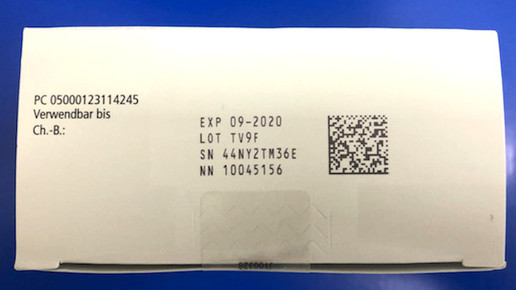 PC 05000123114245
Verwendbar bis
Ch.-B.:
EXP 09-2020
LOT TV9F
SN 44NY2TM36E
NN 10045156